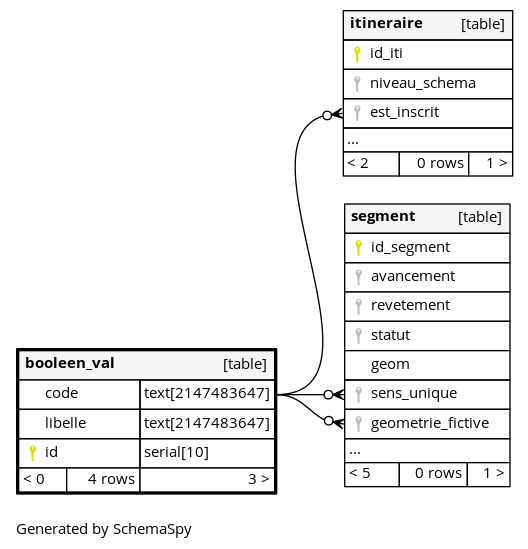 itineraire [table]
id_iti
niveau_schema
est_inscrit
...
< 2 0 rows 1 >
segment [table]
id_segment
avancement
revetement
statut
geom
sens_unique
geometrie_fictive
...
< 5 0 rows 1 >
booleen_val [table]
code text[2147483647]
libelle text[2147483647]
id serial[10]
< 0 4 rows 3 >
Generated by SchemaSpy